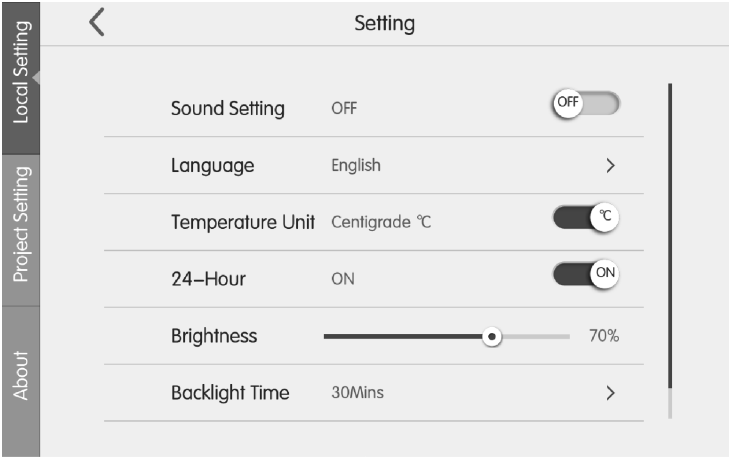 Setting
Local Setting
Project Setting
About
Sound Setting OFF OFF
Language English
Temperature Unit Centigrade ℃ ℃
24-Hour ON ON
Brightness 70%
Backlight Time 30Mins